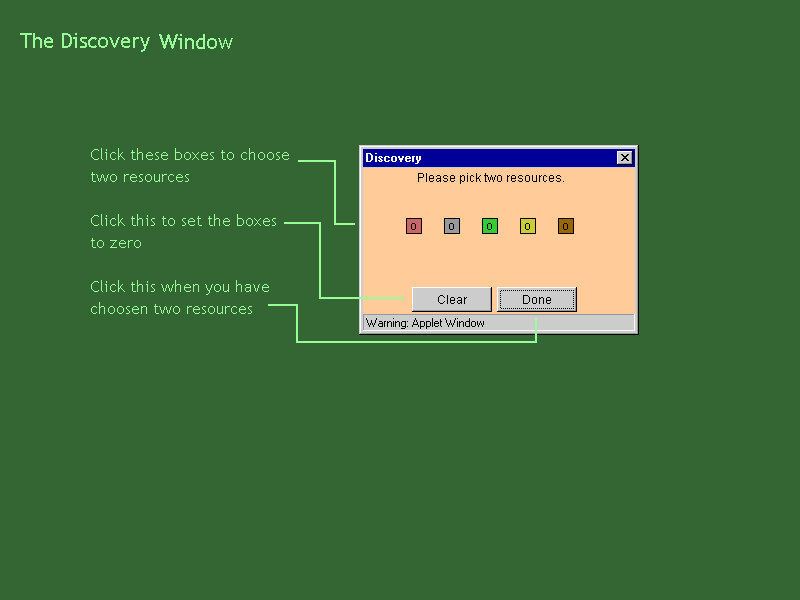 The Discovery Window
Click these boxes to choose
two resources
Click this to set the boxes
to zero
Click this when you have
choosen two resources
Discovery
Please pick two resources.
0 0 0 0 0
Clear Done
Warning: Applet Window